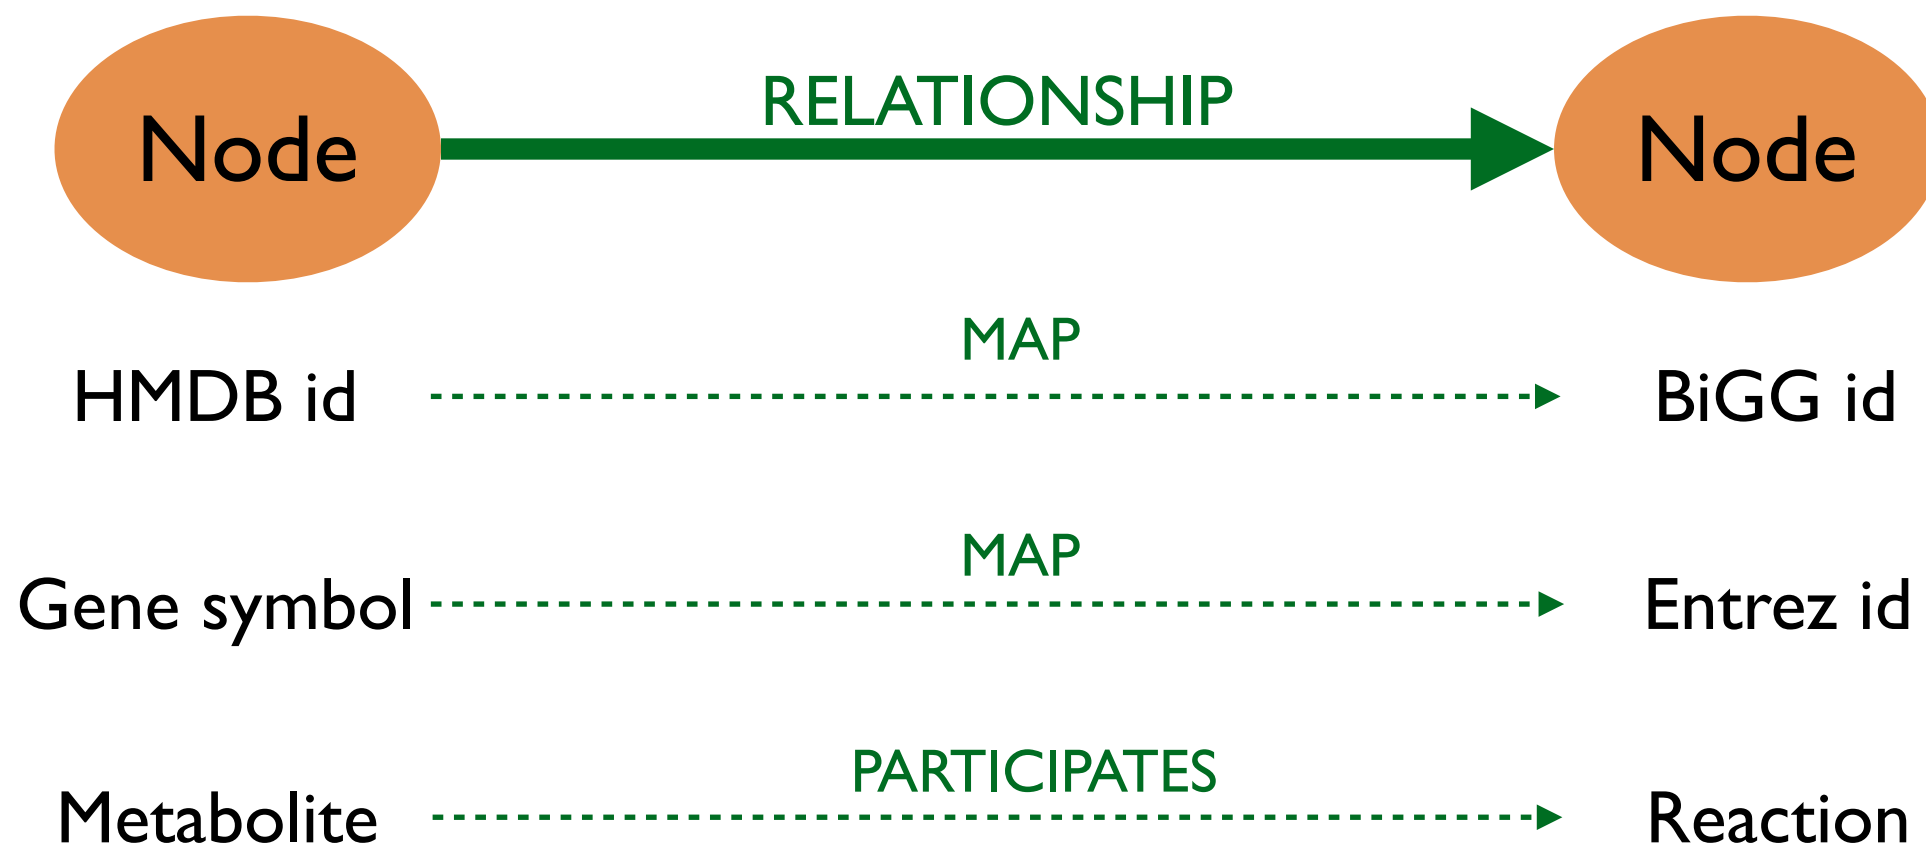 Node RELATIONSHIP Node
MAP
HMDB id BiGG id
MAP
Gene symbol Entrez id
PARTICIPATES
Metabolite Reaction